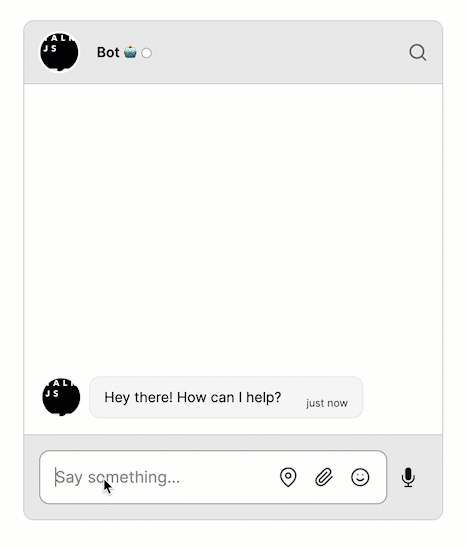 TALK
JS
Bot
TALK
JS
Hey there! How can I help?
just now
Say something...